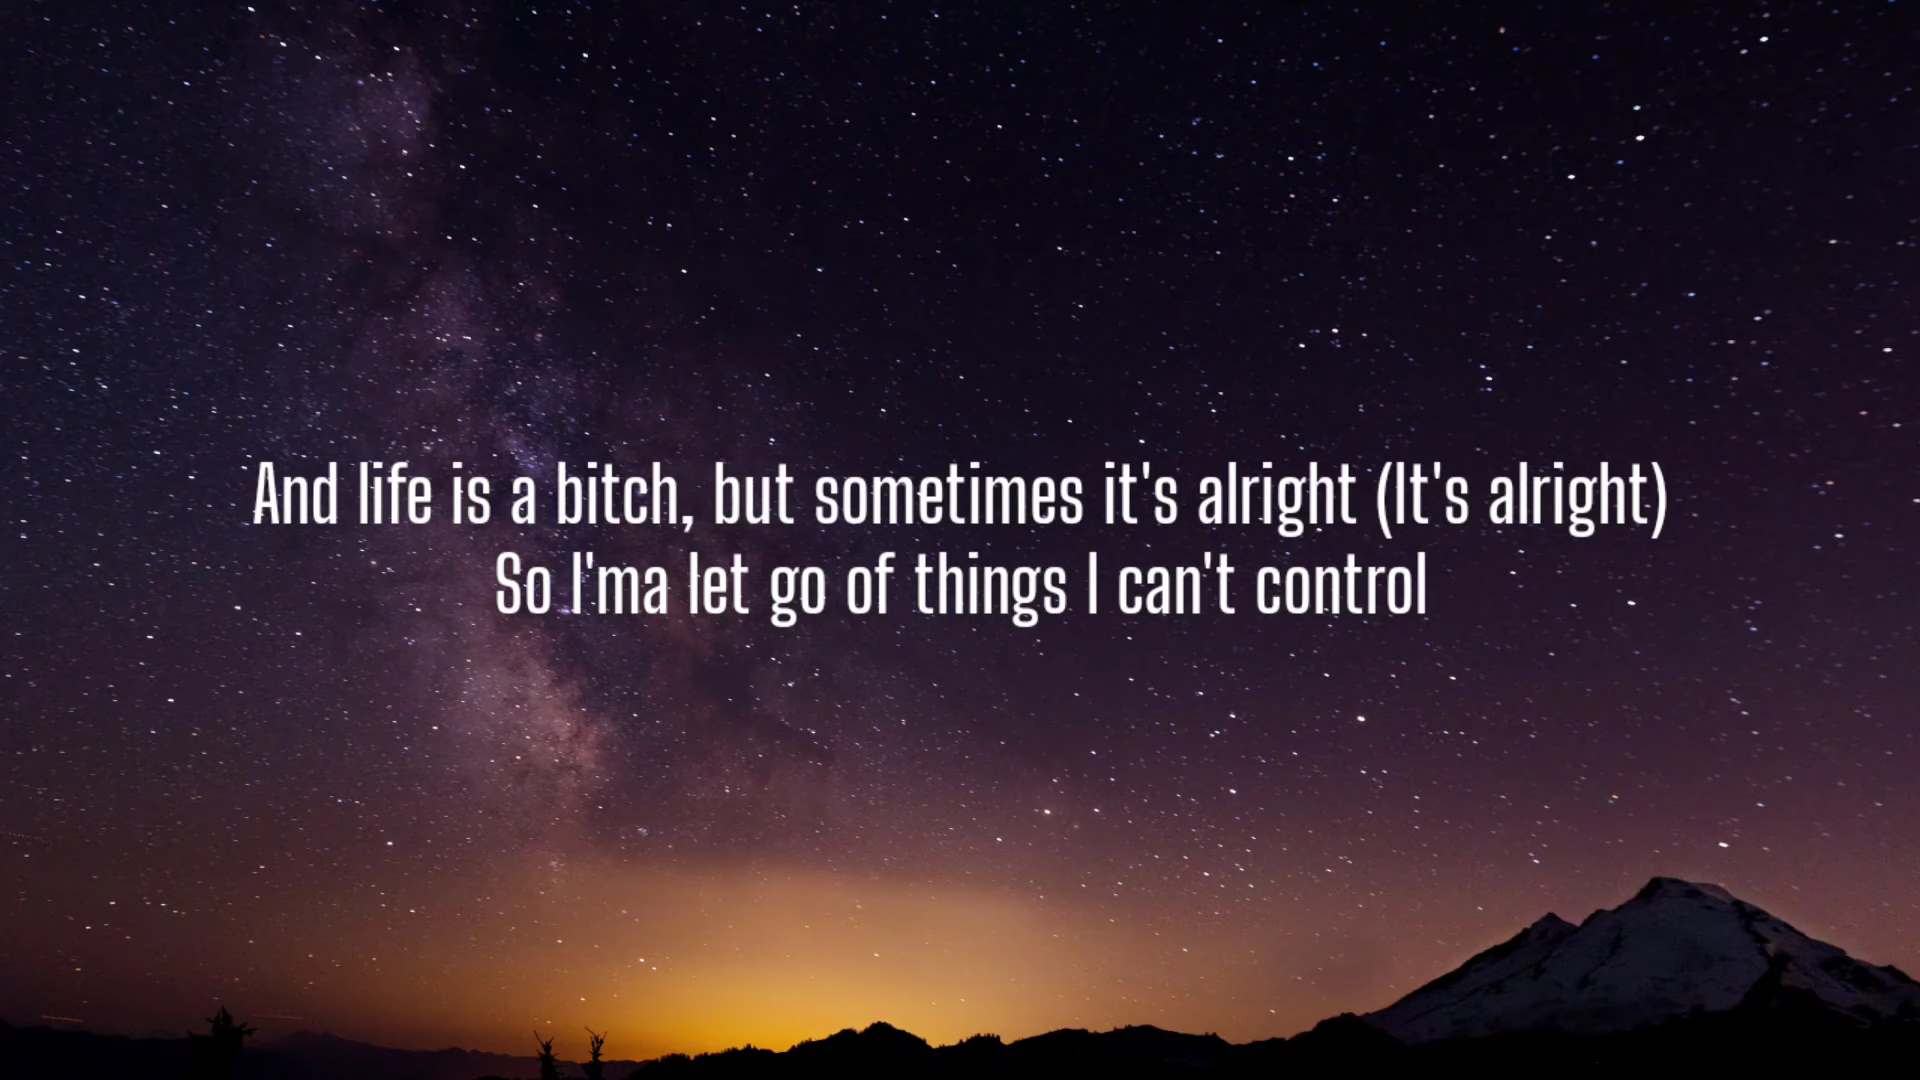 And life is a bitch, but sometimes it's alright (It's alright)
So I'ma let go of things I can't control